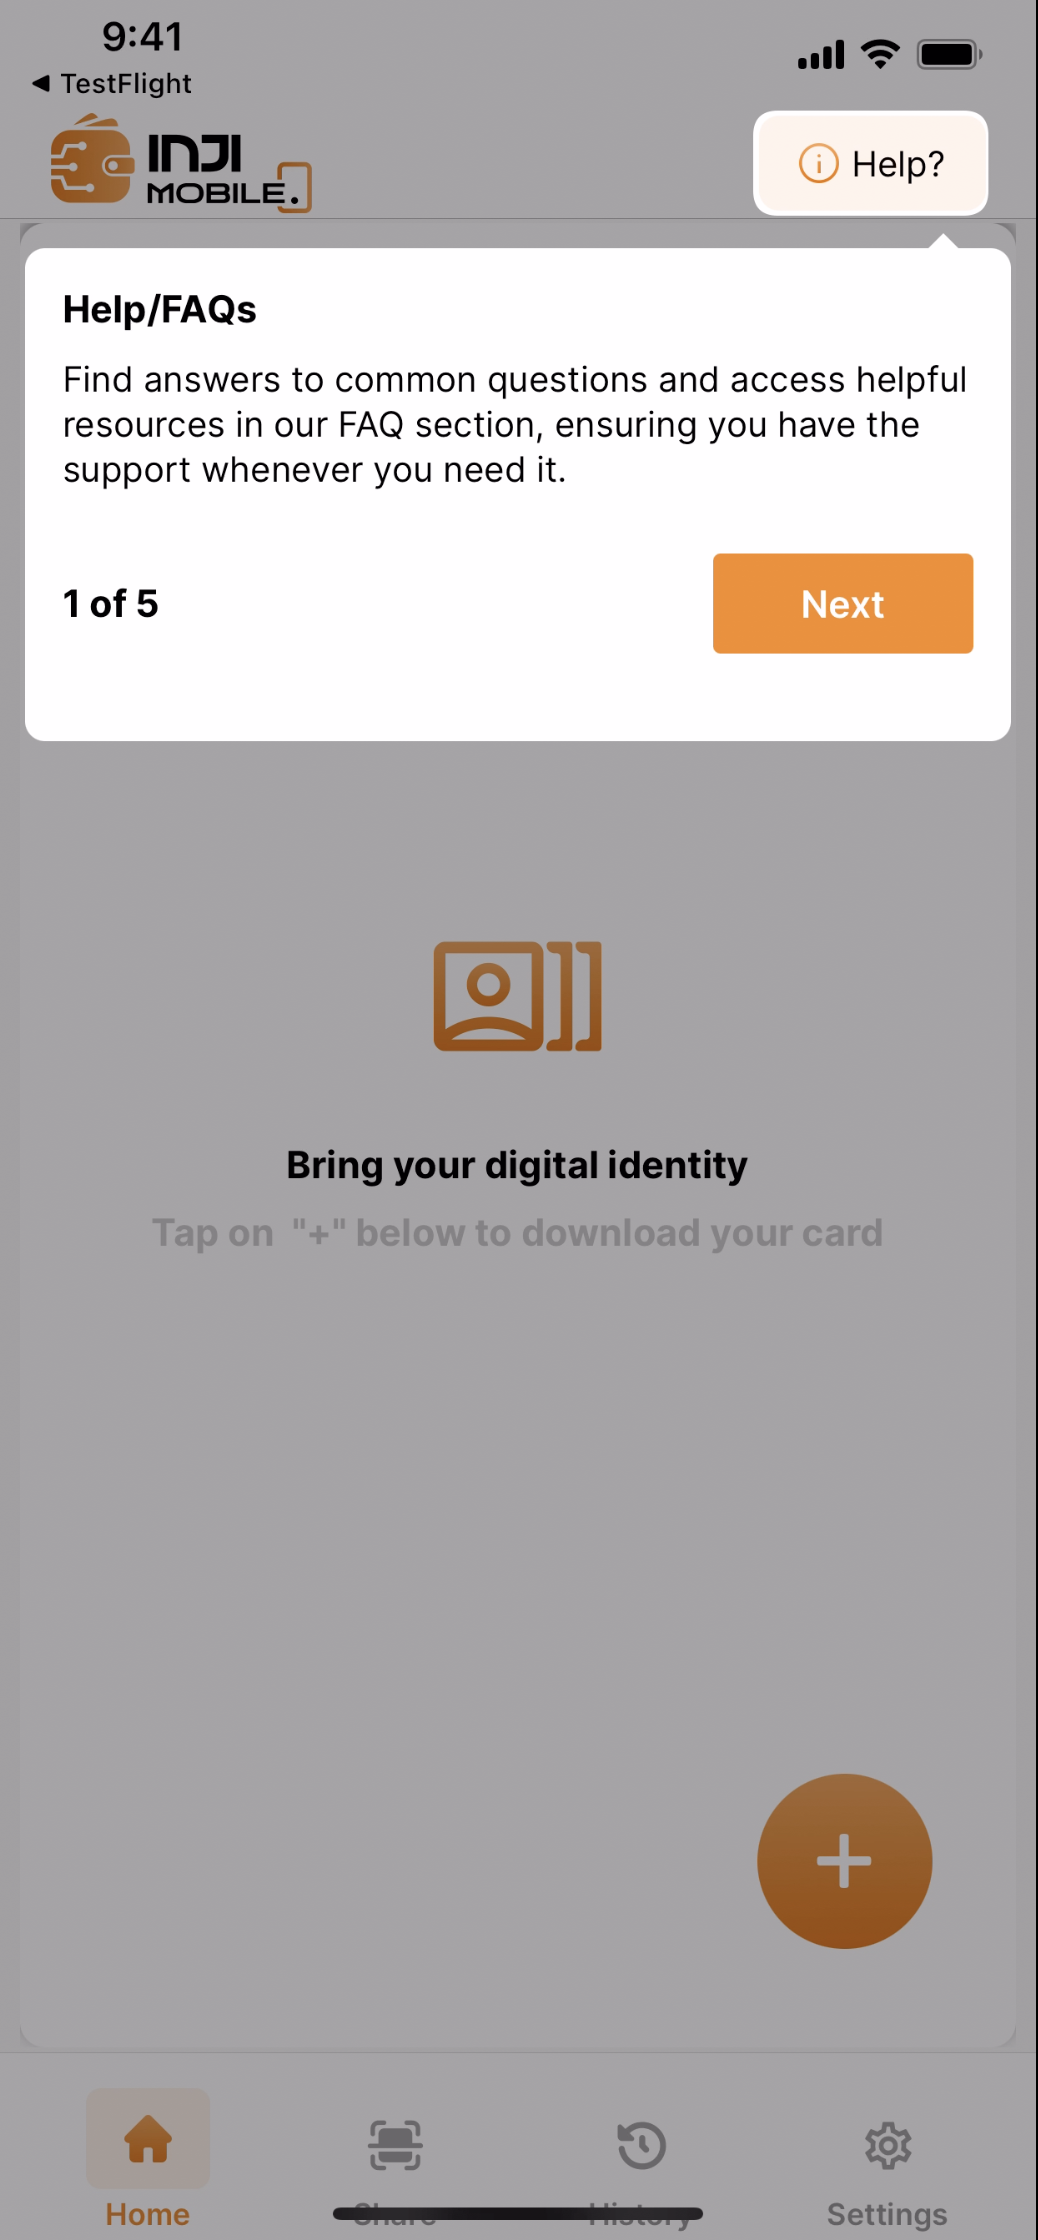 9:41
◀ TestFlight
INJI
MOBILE.
Help?
Help/FAQs
Find answers to common questions and access helpful
resources in our FAQ section, ensuring you have the
support whenever you need it.
1 of 5
Next
Bring your digital identity
Tap on "+" below to download your card
Home
Share
History
Settings